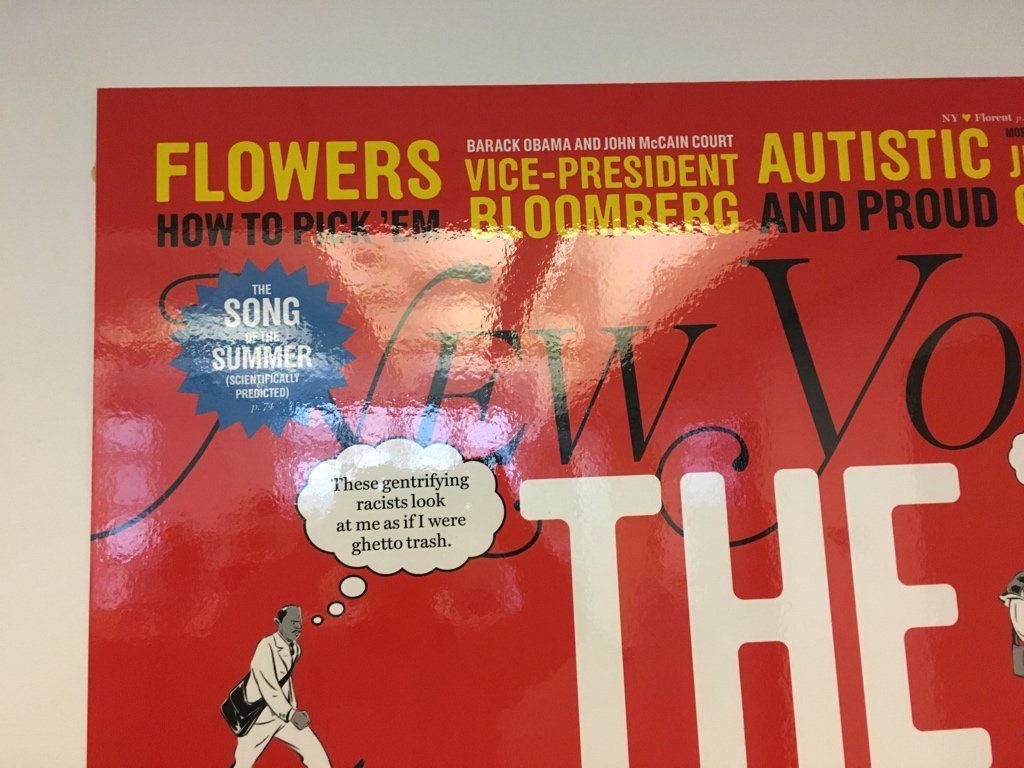 NY ♥ Florent p.
FLOWERS
HOW TO PICK 'EM
BARACK OBAMA AND JOHN McCAIN COURT
VICE-PRESIDENT
BLOOMBERG
AUTISTIC
AND PROUD
THE
SONG
OF THE
SUMMER
(SCIENTIFICALLY
PREDICTED)
p. 74
NEW YO
These gentrifying
racists look
at me as if I were
ghetto trash.
THE